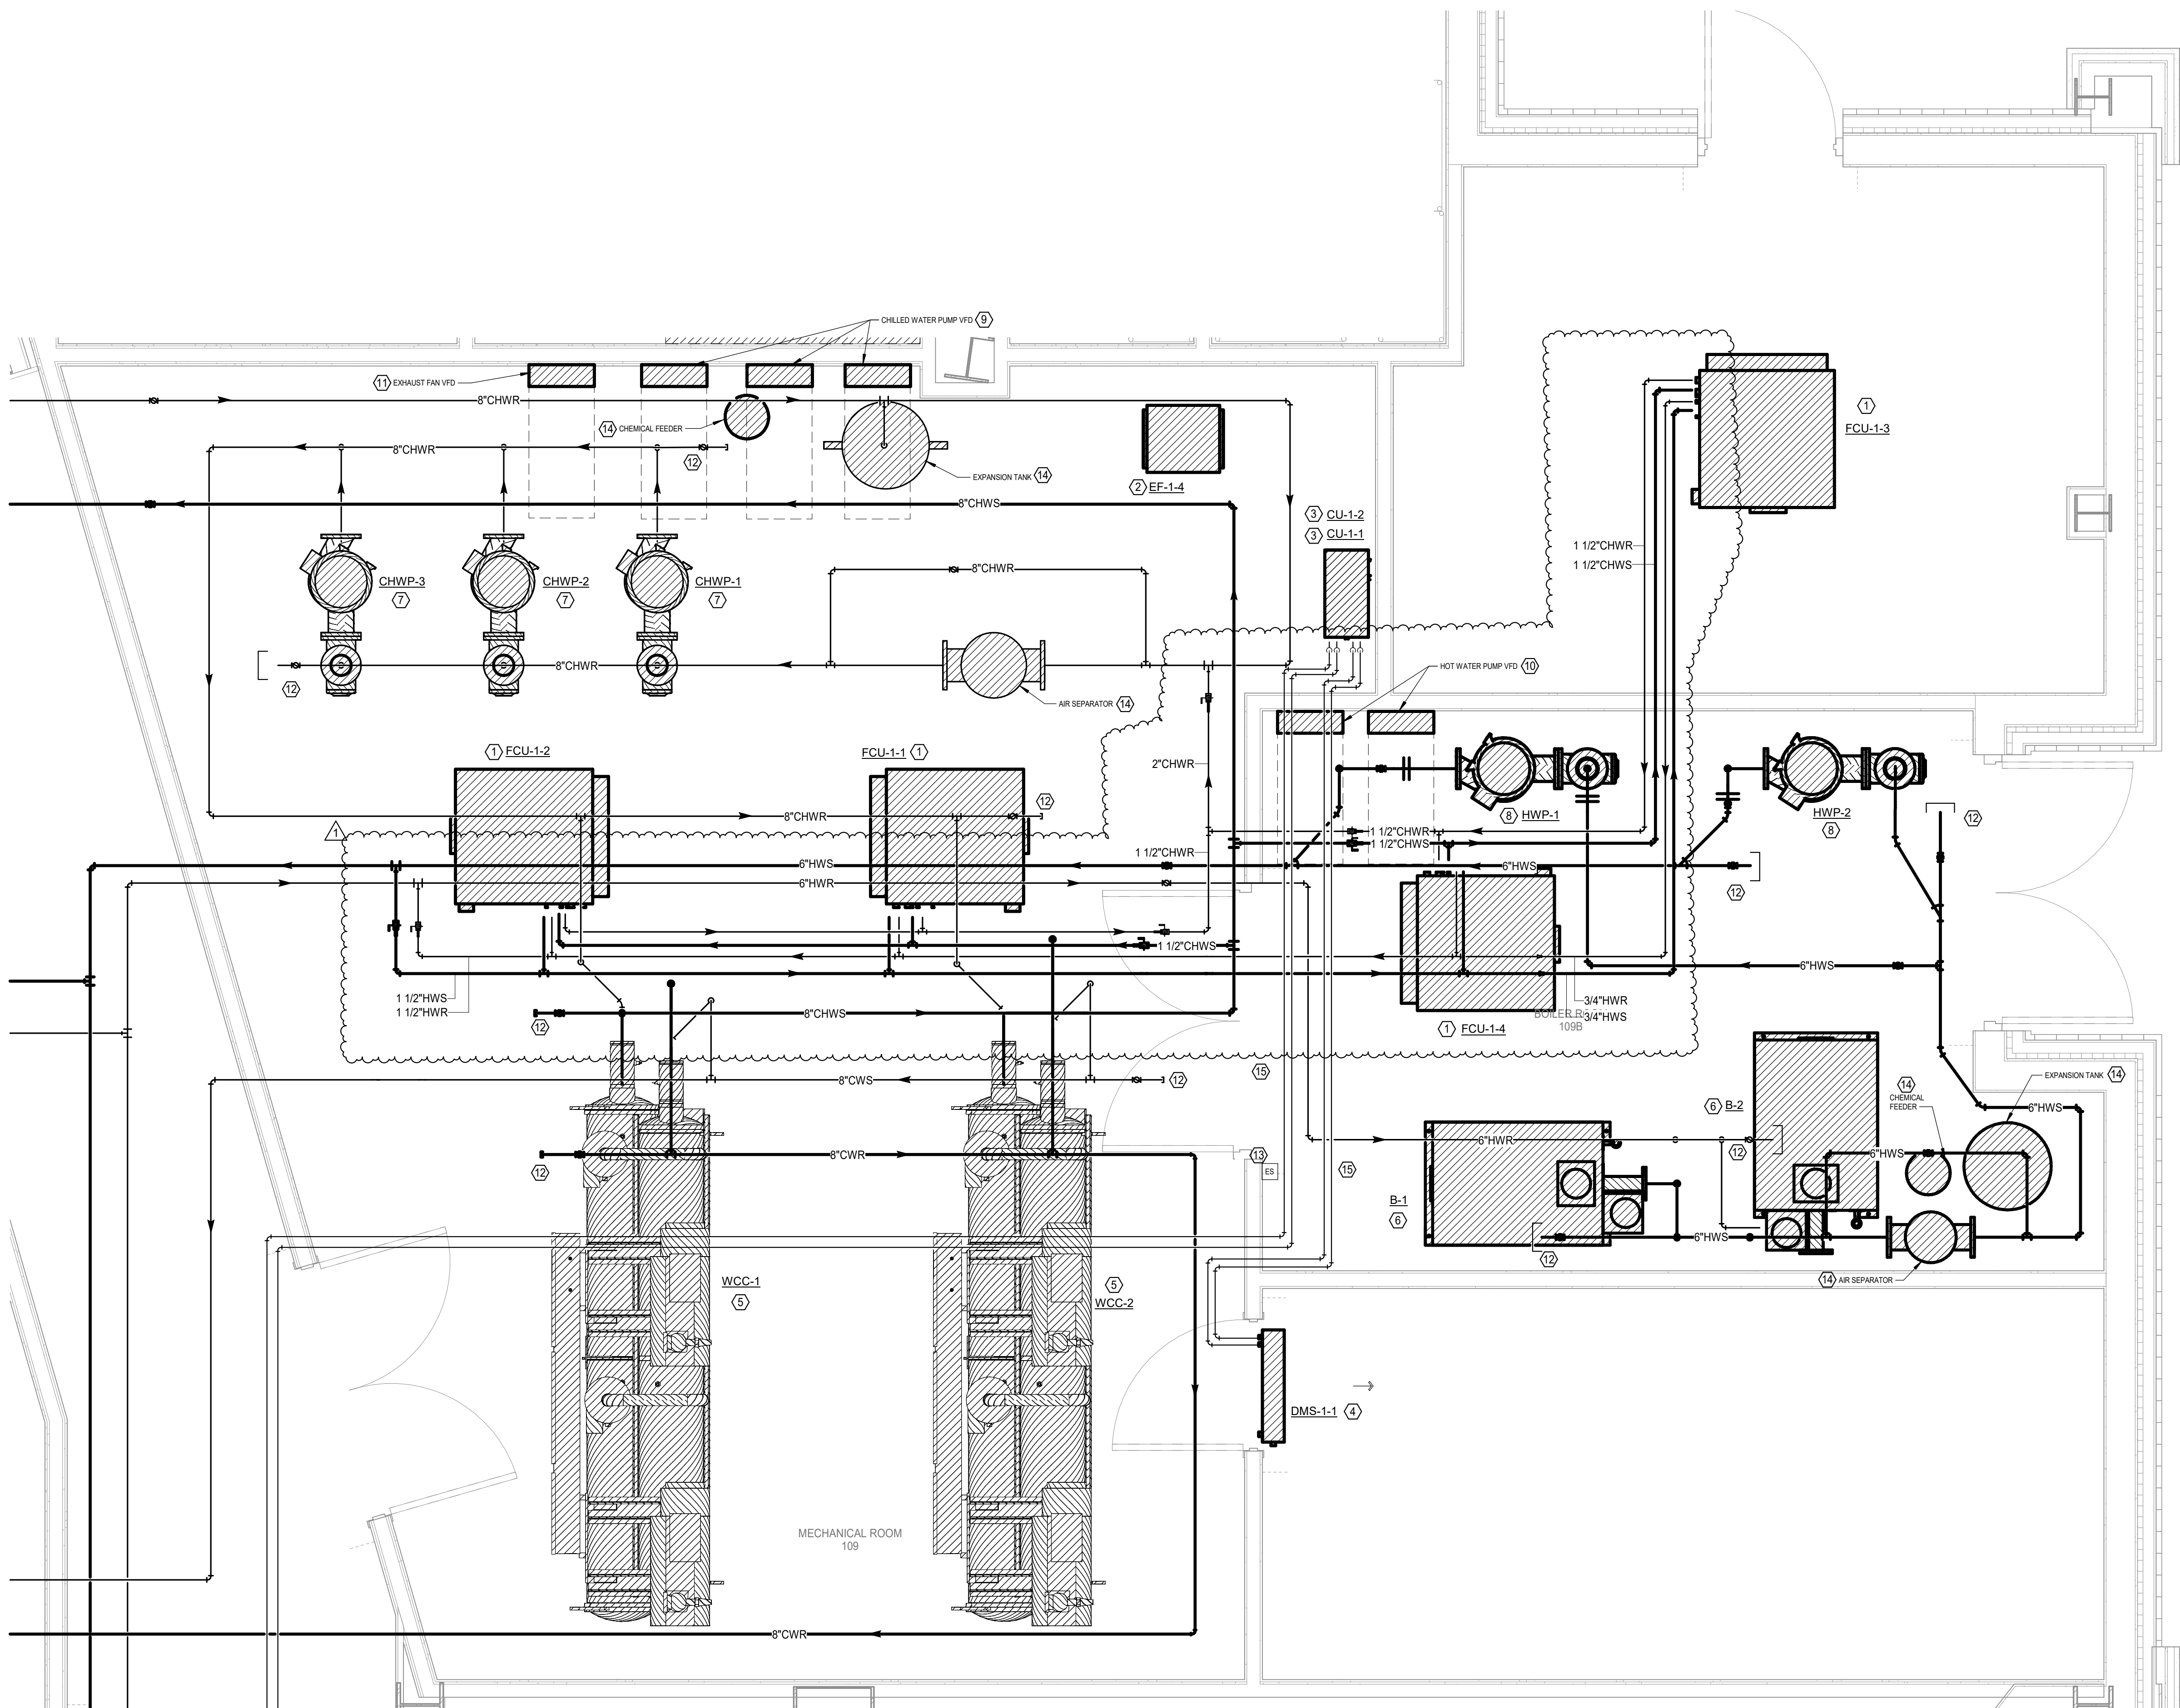 CHILLED WATER PUMP VFD 9
11 EXHAUST FAN VFD
8"CHWR
14 CHEMICAL FEEDER
8"CHWR
12
EXPANSION TANK 14
2 EF-1-4
8"CHWS
1
FCU-1-3
3 CU-1-2
3 CU-1-1
1 1/2"CHWR
1 1/2"CHWS
8"CHWR
CHWP-3
7
CHWP-2
7
CHWP-1
7
8"CHWR
12
AIR SEPARATOR 14
HOT WATER PUMP VFD 10
1 FCU-1-2
FCU-1-1 1
2"CHWR
8"CHWR
12
8 HWP-1
HWP-2
8
12
1
1 1/2"CHWR
1 1/2"CHWS
1 1/2"CHWR
6"HWS
6"HWS
12
6"HWR
1 1/2"CHWS
6"HWS
1 1/2"HWS
1 1/2"HWR
3/4"HWR
3/4"HWS
8"CHWS
12
1 FCU-1-4
109B
15
8"CWS
12
14
CHEMICAL
FEEDER
EXPANSION TANK 14
6 B-2
6"HWS
6"HWR
12
6"HWS
8"CWR
12
13
ES
15
B-1
6
6"HWS
12
14 AIR SEPARATOR
WCC-1
5
5
WCC-2
DMS-1-1 4
MECHANICAL ROOM
109
8"CWR